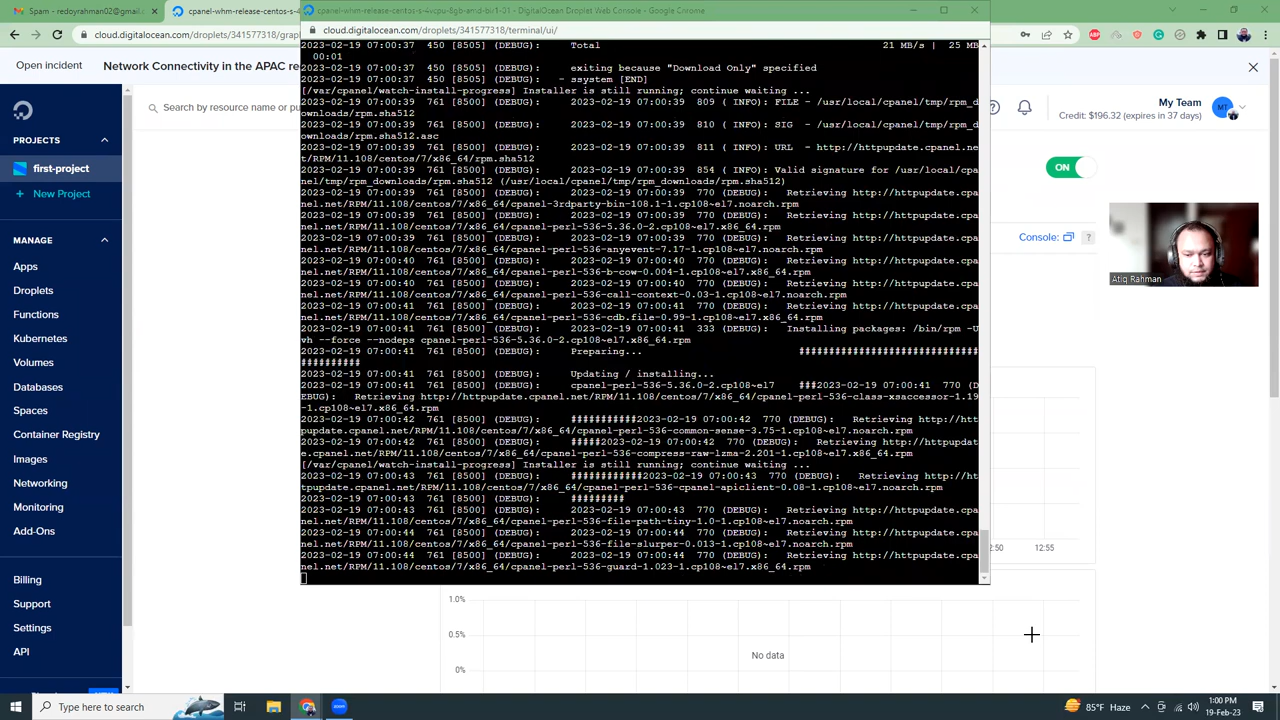 Spam - redoyrahman02@gmail.com
cpanel-whm-release-centos-s-4
cpanel-whm-release-centos-s-4vcpu-8gb-amd-blr1-01 - DigitalOcean Droplet Web Console - Google Chrome
cloud.digitalocean.com/droplets/341577318/grap
cloud.digitalocean.com/droplets/341577318/terminal/ui/
Open incident
Network Connectivity in the APAC re
Search by resource name or pu
My Team
Credit: $196.32 (expires in 37 days)
MT
ON
Console:
?
Atiq Rahman
PROJECTS
first-project
+ New Project
MANAGE
Apps
Droplets
Functions
Kubernetes
Volumes
Databases
Spaces
Container Registry
Images
Networking
Monitoring
Add-Ons
Billing
Support
Settings
API
2023-02-19 07:00:37  450 [8505] (DEBUG):    Total                                            21 MB/s |  25 MB
  00:01
2023-02-19 07:00:37  450 [8505] (DEBUG):    exiting because "Download Only" specified
2023-02-19 07:00:37  450 [8505] (DEBUG):  - ssystem [END]
[/var/cpanel/watch-install-progress] Installer is still running; continue waiting ...
2023-02-19 07:00:39  761 [8500] (DEBUG):    2023-02-19 07:00:39  809 ( INFO): FILE - /usr/local/cpanel/tmp/rpm_d
ownloads/rpm.sha512
2023-02-19 07:00:39  761 [8500] (DEBUG):    2023-02-19 07:00:39  810 ( INFO): SIG  - /usr/local/cpanel/tmp/rpm_d
ownloads/rpm.sha512.asc
2023-02-19 07:00:39  761 [8500] (DEBUG):    2023-02-19 07:00:39  811 ( INFO): URL  - http://httpupdate.cpanel.ne
t/RPM/11.108/centos/7/x86_64/rpm.sha512
2023-02-19 07:00:39  761 [8500] (DEBUG):    2023-02-19 07:00:39  854 ( INFO): Valid signature for /usr/local/cpa
nel/tmp/rpm_downloads/rpm.sha512 (/usr/local/cpanel/tmp/rpm_downloads/rpm.sha512)
2023-02-19 07:00:39  761 [8500] (DEBUG):    2023-02-19 07:00:39  770 (DEBUG):   Retrieving http://httpupdate.cpa
nel.net/RPM/11.108/centos/7/x86_64/cpanel-3rdparty-bin-108.1-1.cp108~el7.noarch.rpm
2023-02-19 07:00:39  761 [8500] (DEBUG):    2023-02-19 07:00:39  770 (DEBUG):   Retrieving http://httpupdate.cpa
nel.net/RPM/11.108/centos/7/x86_64/cpanel-perl-536-5.36.0-2.cp108~el7.x86_64.rpm
2023-02-19 07:00:39  761 [8500] (DEBUG):    2023-02-19 07:00:39  770 (DEBUG):   Retrieving http://httpupdate.cpa
nel.net/RPM/11.108/centos/7/x86_64/cpanel-perl-536-anyevent-7.17-1.cp108~el7.noarch.rpm
2023-02-19 07:00:40  761 [8500] (DEBUG):    2023-02-19 07:00:40  770 (DEBUG):   Retrieving http://httpupdate.cpa
nel.net/RPM/11.108/centos/7/x86_64/cpanel-perl-536-b-cow-0.004-1.cp108~el7.x86_64.rpm
2023-02-19 07:00:40  761 [8500] (DEBUG):    2023-02-19 07:00:40  770 (DEBUG):   Retrieving http://httpupdate.cpa
nel.net/RPM/11.108/centos/7/x86_64/cpanel-perl-536-call-context-0.03-1.cp108~el7.noarch.rpm
2023-02-19 07:00:41  761 [8500] (DEBUG):    2023-02-19 07:00:41  770 (DEBUG):   Retrieving http://httpupdate.cpa
nel.net/RPM/11.108/centos/7/x86_64/cpanel-perl-536-cdb.file-0.99-1.cp108~el7.x86_64.rpm
2023-02-19 07:00:41  761 [8500] (DEBUG):    2023-02-19 07:00:41  333 (DEBUG):   Installing packages: /bin/rpm -U
vh --force --nodeps cpanel-perl-536-5.36.0-2.cp108~el7.x86_64.rpm
2023-02-19 07:00:41  761 [8500] (DEBUG):    Preparing...                          ##############################
##########
2023-02-19 07:00:41  761 [8500] (DEBUG):    Updating / installing...
2023-02-19 07:00:41  761 [8500] (DEBUG):    cpanel-perl-536-5.36.0-2.cp108~el7    ###2023-02-19 07:00:41  770 (D
EBUG):   Retrieving http://httpupdate.cpanel.net/RPM/11.108/centos/7/x86_64/cpanel-perl-536-class-xsaccessor-1.19
-1.cp108~el7.x86_64.rpm
2023-02-19 07:00:42  761 [8500] (DEBUG):    ###########2023-02-19 07:00:42  770 (DEBUG):   Retrieving http://htt
pupdate.cpanel.net/RPM/11.108/centos/7/x86_64/cpanel-perl-536-common-sense-3.75-1.cp108~el7.noarch.rpm
2023-02-19 07:00:42  761 [8500] (DEBUG):    #####2023-02-19 07:00:42  770 (DEBUG):   Retrieving http://httpupdat
e.cpanel.net/RPM/11.108/centos/7/x86_64/cpanel-perl-536-compress-raw-lzma-2.201-1.cp108~el7.x86_64.rpm
[/var/cpanel/watch-install-progress] Installer is still running; continue waiting ...
2023-02-19 07:00:43  761 [8500] (DEBUG):    ############2023-02-19 07:00:43  770 (DEBUG):   Retrieving http://ht
tpupdate.cpanel.net/RPM/11.108/centos/7/x86_64/cpanel-perl-536-cpanel-apiclient-0.08-1.cp108~el7.noarch.rpm
2023-02-19 07:00:43  761 [8500] (DEBUG):    #########
2023-02-19 07:00:43  761 [8500] (DEBUG):    2023-02-19 07:00:43  770 (DEBUG):   Retrieving http://httpupdate.cpa
nel.net/RPM/11.108/centos/7/x86_64/cpanel-perl-536-file-path-tiny-1.0-1.cp108~el7.noarch.rpm
2023-02-19 07:00:44  761 [8500] (DEBUG):    2023-02-19 07:00:44  770 (DEBUG):   Retrieving http://httpupdate.cpa
nel.net/RPM/11.108/centos/7/x86_64/cpanel-perl-536-file-slurper-0.013-1.cp108~el7.noarch.rpm
2023-02-19 07:00:44  761 [8500] (DEBUG):    2023-02-19 07:00:44  770 (DEBUG):   Retrieving http://httpupdate.cpa
nel.net/RPM/11.108/centos/7/x86_64/cpanel-perl-536-guard-1.023-1.cp108~el7.x86_64.rpm
2:50
12:55
1.0%
0.5%
0%
No data
Type here to search
85°F Haze
1:00 PM
19-Feb-23